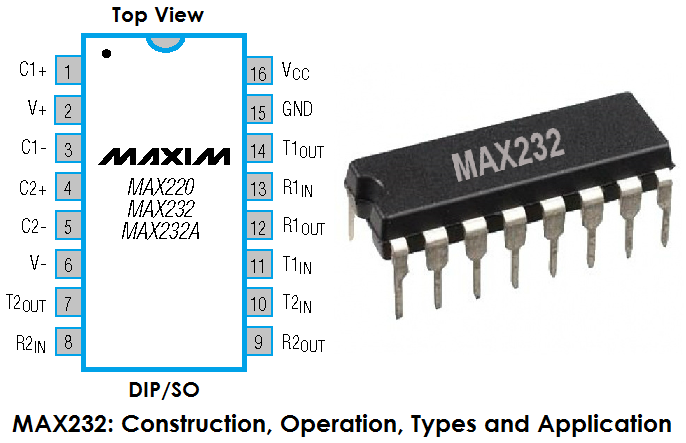 Top View
C1+ 1 16 VCC
V+ 2 15 GND
C1- 3 14 T1OUT
C2+ 4 13 R1IN
C2- 5 12 R1OUT
V- 6 11 T1IN
T2OUT 7 10 T2IN
R2IN 8 9 R2OUT
MAXIM
MAX220
MAX232
MAX232A
DIP/SO
MAX232
MAX232: Construction, Operation, Types and Application